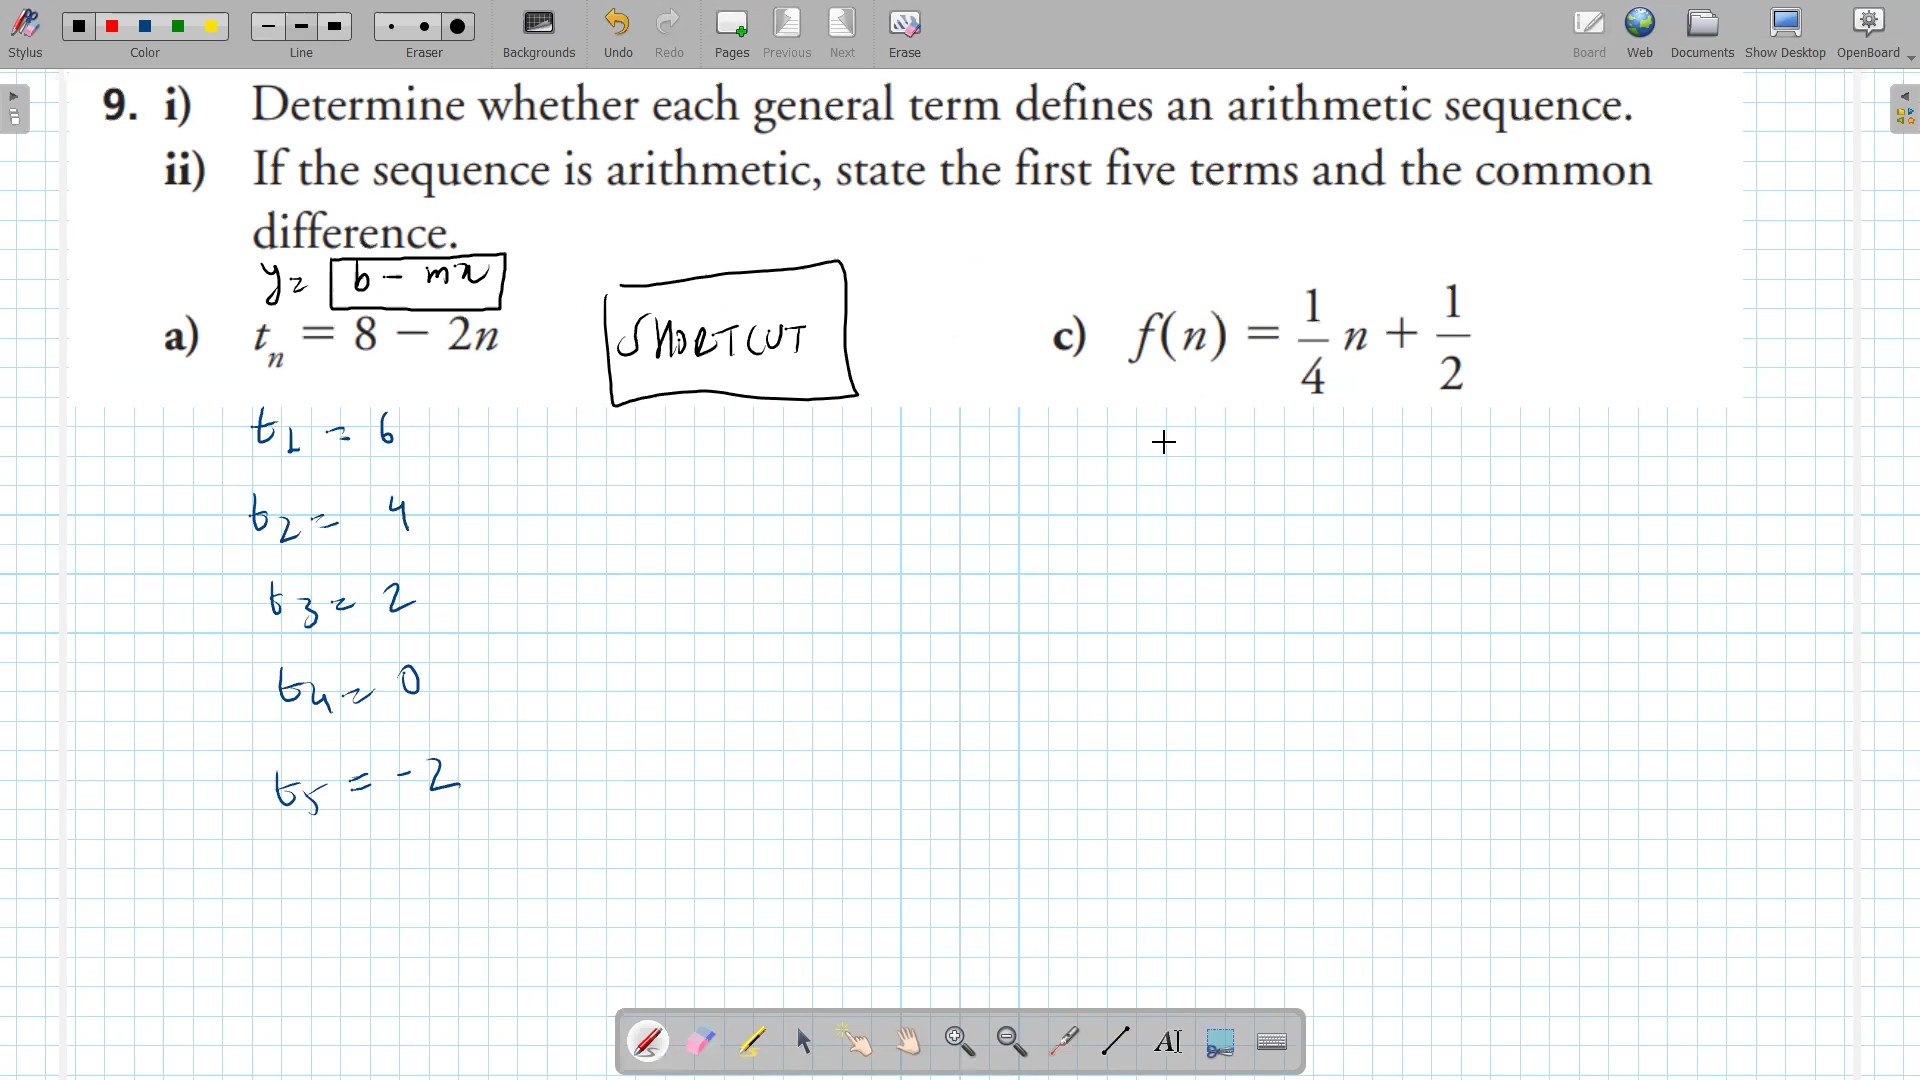 Stylus Color Line Eraser Backgrounds Undo Redo Pages Previous Next Erase Board Web Documents Show Desktop OpenBoard
9. i) Determine whether each general term defines an arithmetic sequence.
ii) If the sequence is arithmetic, state the first five terms and the common
difference.
y = b - mx
a) t_n = 8 − 2n
SHORTCUT
c) f(n) = 1/4 n + 1/2
t1 = 6
t2 = 4
t3 = 2
t4 = 0
t5 = -2